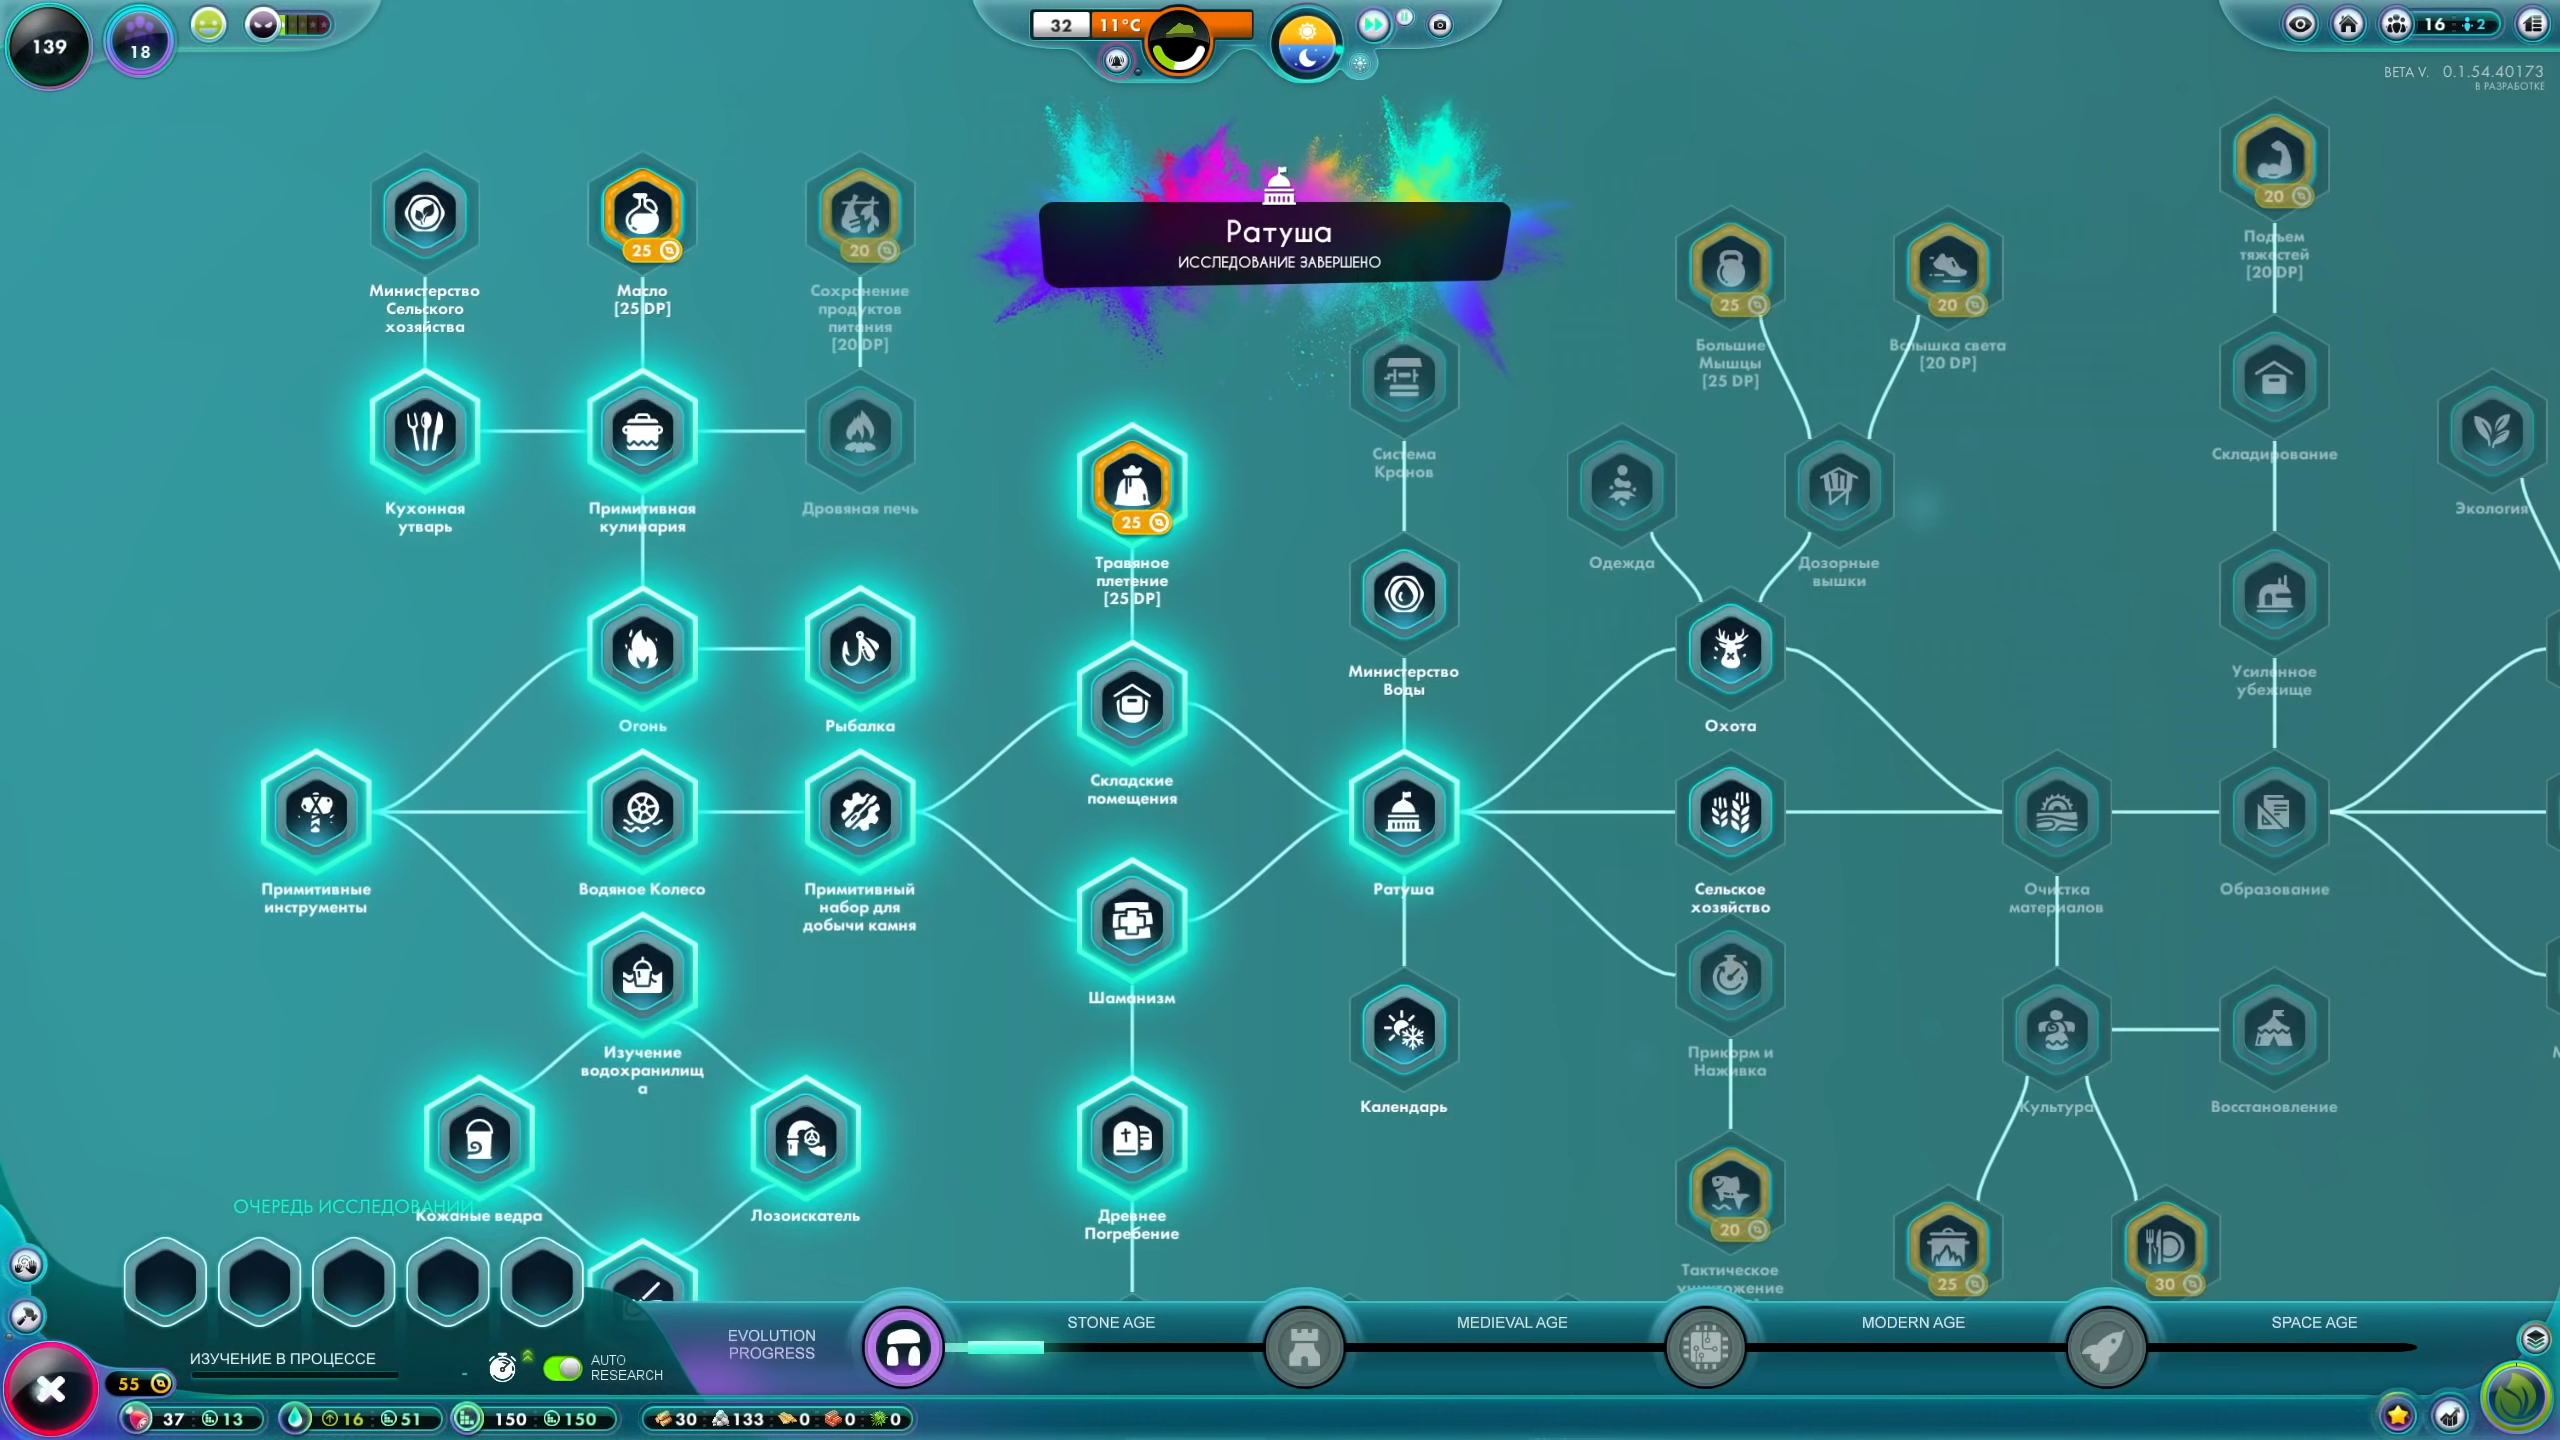 139
18
32
11°C
16
2
BETA V. 0.1.54.40173
В РАЗРАБОТКЕ
Ратуша
ИССЛЕДОВАНИЕ ЗАВЕРШЕНО
20
Подъем
тяжестей
[20 DP]
25
20
25
20
Министерство
Сельского
хозяйства
Масло
[25 DP]
Сохранение
продуктов
питания
[20 DP]
Большие
Мышцы
[25 DP]
Вспышка света
[20 DP]
Система
Кранов
Складирование
Кухонная
утварь
Примитивная
кулинария
Дровяная печь
25
Экология
Травяное
плетение
[25 DP]
Одежда
Дозорные
вышки
Министерство
Воды
Усиленное
убежище
Огонь
Рыбалка
Охота
Складские
помещения
Примитивные
инструменты
Водяное Колесо
Примитивный
набор для
добычи камня
Ратуша
Сельское
хозяйство
Очистка
материалов
Образование
Шаманизм
Изучение
водохранилищ
а
Прикорм и
Наживка
Календарь
Культура
Восстановление
ОЧЕРЕДЬ ИССЛЕДОВАНИЙ
Кожаные ведра
Лозоискатель
Древнее
Погребение
20
Тактическое
уничтожение
25
30
EVOLUTION
PROGRESS
STONE AGE
MEDIEVAL AGE
MODERN AGE
SPACE AGE
ИЗУЧЕНИЕ В ПРОЦЕССЕ
-
AUTO
RESEARCH
55
37
13
16
51
150
150
30
133
0
0
0